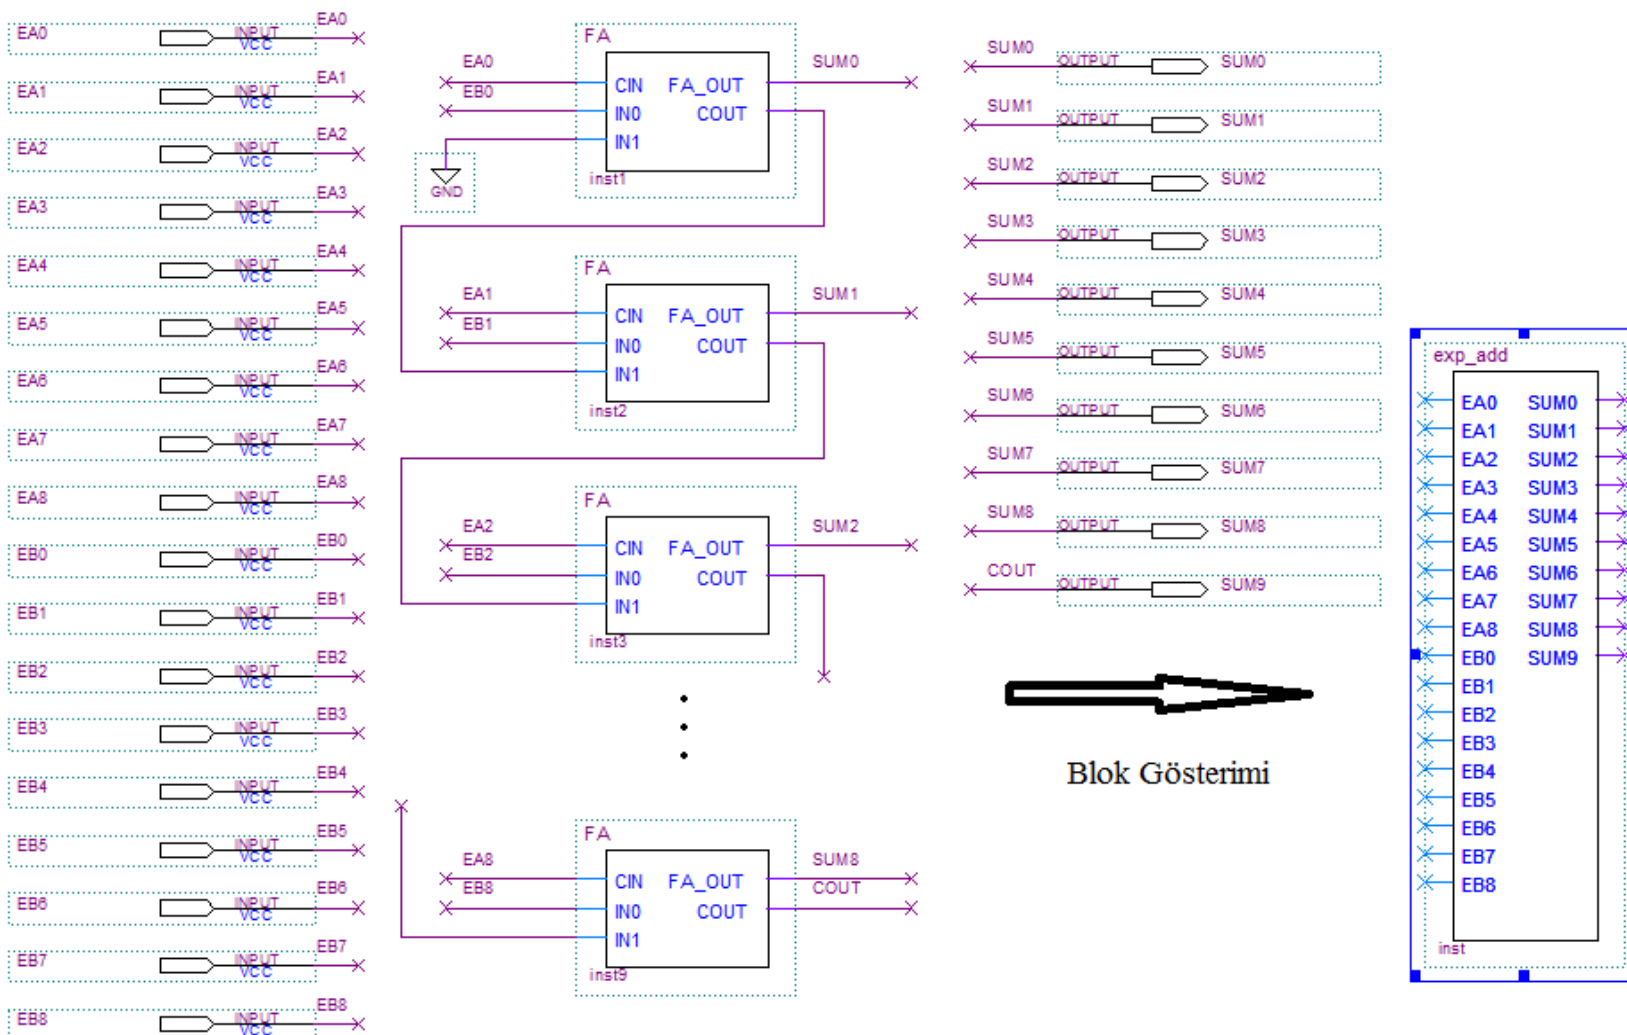 EA0 INPUT VCC EA0
EA1 INPUT VCC EA1
EA2 INPUT VCC EA2
EA3 INPUT VCC EA3
EA4 INPUT VCC EA4
EA5 INPUT VCC EA5
EA6 INPUT VCC EA6
EA7 INPUT VCC EA7
EA8 INPUT VCC EA8
EB0 INPUT VCC EB0
EB1 INPUT VCC EB1
EB2 INPUT VCC EB2
EB3 INPUT VCC EB3
EB4 INPUT VCC EB4
EB5 INPUT VCC EB5
EB6 INPUT VCC EB6
EB7 INPUT VCC EB7
EB8 INPUT VCC EB8
FA
EA0 CIN FA_OUT SUM0
EB0 IN0 COUT
IN1
GND
inst1
FA
EA1 CIN FA_OUT SUM1
EB1 IN0 COUT
IN1
inst2
FA
EA2 CIN FA_OUT SUM2
EB2 IN0 COUT
IN1
inst3
FA
EA8 CIN FA_OUT SUM8
EB8 IN0 COUT COUT
IN1
inst9
SUM0 OUTPUT SUM0
SUM1 OUTPUT SUM1
SUM2 OUTPUT SUM2
SUM3 OUTPUT SUM3
SUM4 OUTPUT SUM4
SUM5 OUTPUT SUM5
SUM6 OUTPUT SUM6
SUM7 OUTPUT SUM7
SUM8 OUTPUT SUM8
COUT OUTPUT SUM9
Blok Gösterimi
exp_add
EA0 SUM0
EA1 SUM1
EA2 SUM2
EA3 SUM3
EA4 SUM4
EA5 SUM5
EA6 SUM6
EA7 SUM7
EA8 SUM8
EB0 SUM9
EB1
EB2
EB3
EB4
EB5
EB6
EB7
EB8
inst